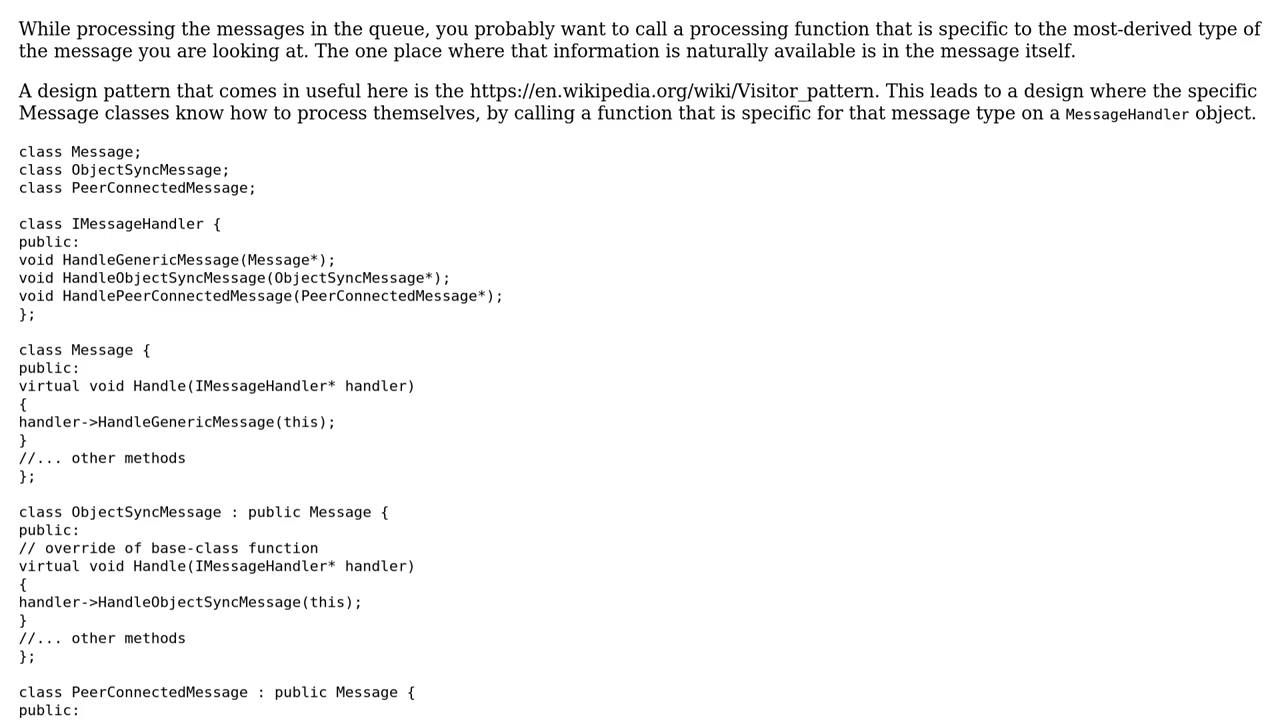 While processing the messages in the queue, you probably want to call a processing function that is specific to the most-derived type of
the message you are looking at. The one place where that information is naturally available is in the message itself.
A design pattern that comes in useful here is the https://en.wikipedia.org/wiki/Visitor_pattern. This leads to a design where the specific
Message classes know how to process themselves, by calling a function that is specific for that message type on a MessageHandler object.
class Message;
class ObjectSyncMessage;
class PeerConnectedMessage;
class IMessageHandler {
public:
void HandleGenericMessage(Message*);
void HandleObjectSyncMessage(ObjectSyncMessage*);
void HandlePeerConnectedMessage(PeerConnectedMessage*);
};
class Message {
public:
virtual void Handle(IMessageHandler* handler)
{
handler->HandleGenericMessage(this);
}
//... other methods
};
class ObjectSyncMessage : public Message {
public:
// override of base-class function
virtual void Handle(IMessageHandler* handler)
{
handler->HandleObjectSyncMessage(this);
}
//... other methods
};
class PeerConnectedMessage : public Message {
public: